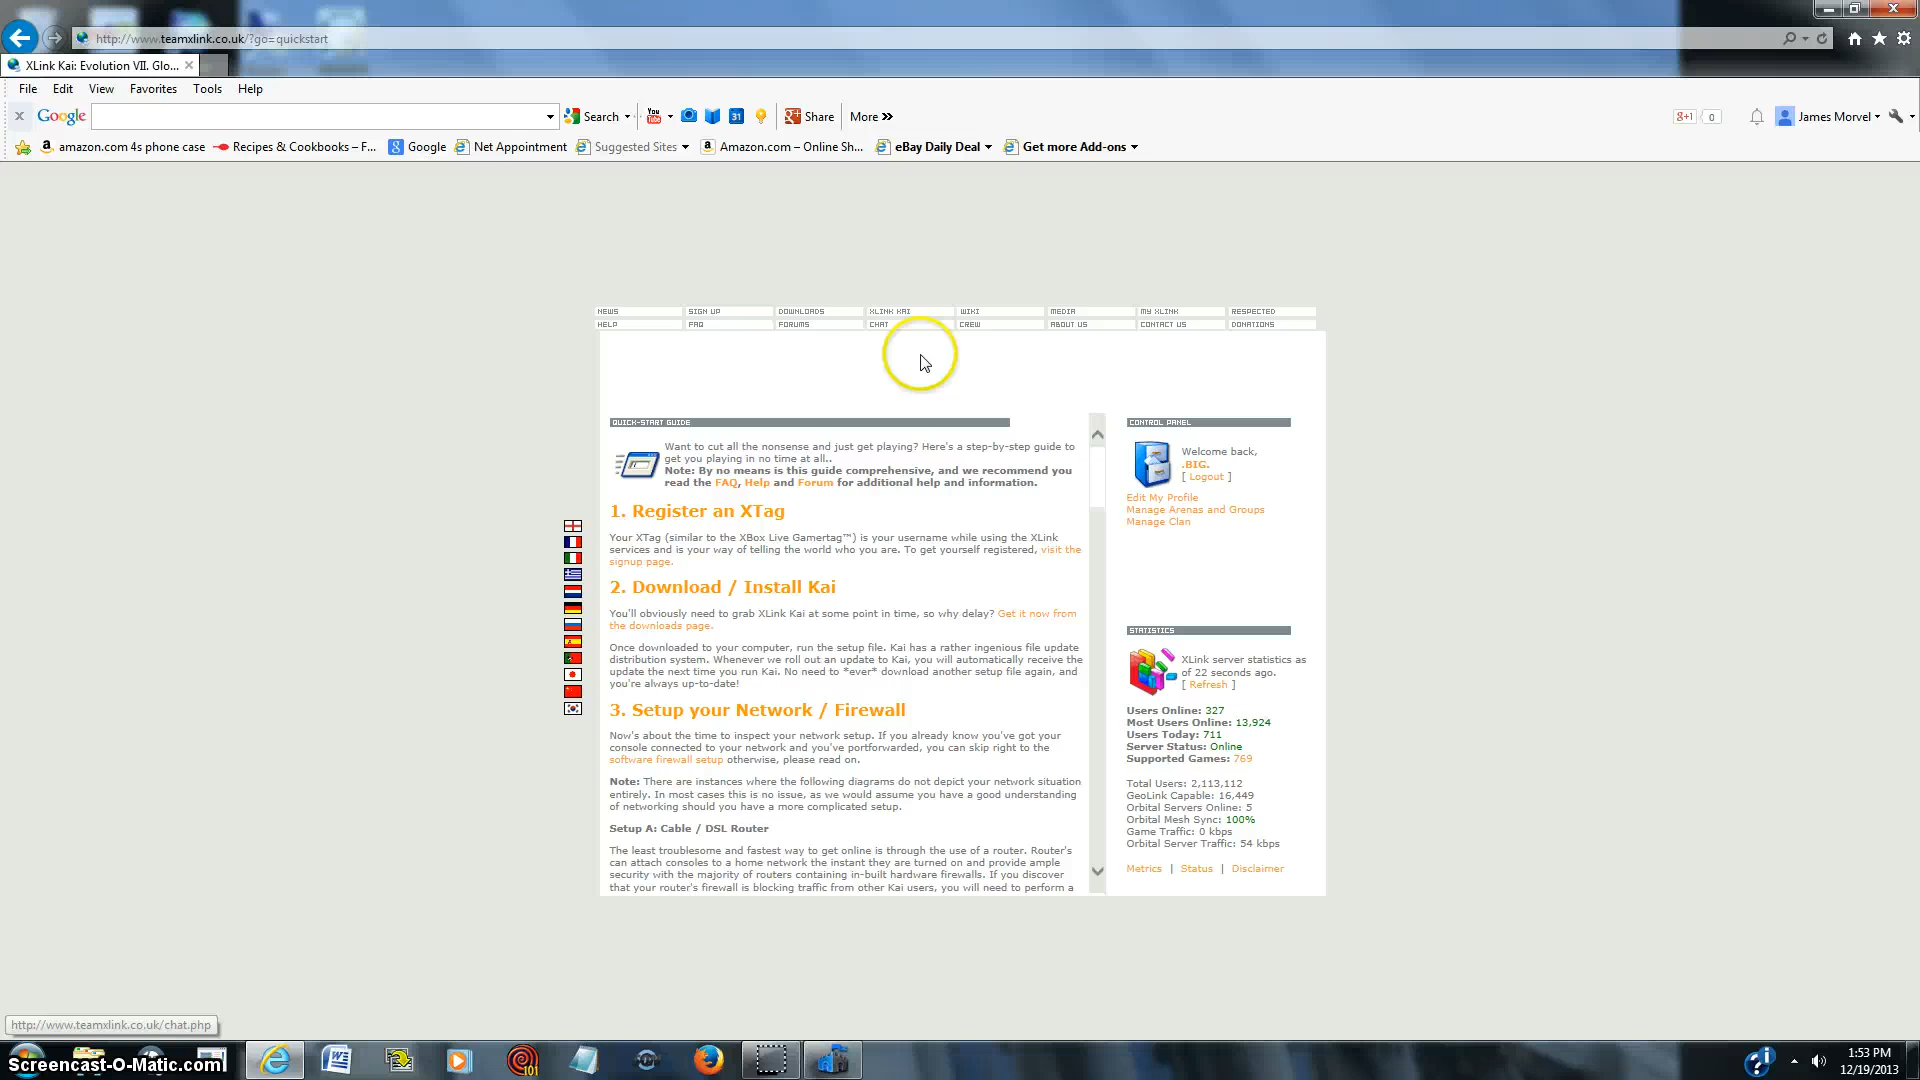 http://www.teamxlink.co.uk/?go=quickstart
XLink Kai: Evolution VII. Glo...
File Edit View Favorites Tools Help
Google Search 31 Share More »
g+1 0 James Morvel
amazon.com 4s phone case Recipes & Cookbooks – F... Google Net Appointment Suggested Sites Amazon.com – Online Sh... eBay Daily Deal Get more Add-ons
NEWS SIGN UP DOWNLOADS XLINK KAI WIKI MEDIA MY XLINK RESPECTED
HELP FAQ FORUMS CHAT CREW ABOUT US CONTACT US DONATIONS
QUICK-START GUIDE
Want to cut all the nonsense and just get playing? Here's a step-by-step guide to
get you playing in no time at all..
Note: By no means is this guide comprehensive, and we recommend you
read the FAQ, Help and Forum for additional help and information.
1. Register an XTag
Your XTag (similar to the XBox Live Gamertag™) is your username while using the XLink
services and is your way of telling the world who you are. To get yourself registered, visit the
signup page.
2. Download / Install Kai
You'll obviously need to grab XLink Kai at some point in time, so why delay? Get it now from
the downloads page.
Once downloaded to your computer, run the setup file. Kai has a rather ingenious file update
distribution system. Whenever we roll out an update to Kai, you will automatically receive the
update the next time you run Kai. No need to *ever* download another setup file again, and
you're always up-to-date!
3. Setup your Network / Firewall
Now's about the time to inspect your network setup. If you already know you've got your
console connected to your network and you've portforwarded, you can skip right to the
software firewall setup otherwise, please read on.
Note: There are instances where the following diagrams do not depict your network situation
entirely. In most cases this is no issue, as we would assume you have a good understanding
of networking should you have a more complicated setup.
Setup A: Cable / DSL Router
The least troublesome and fastest way to get online is through the use of a router. Router's
can attach consoles to a home network the instant they are turned on and provide ample
security with the majority of routers containing in-built hardware firewalls. If you discover
that your router's firewall is blocking traffic from other Kai users, you will need to perform a
CONTROL PANEL
Welcome back,
.BIG.
[ Logout ]
Edit My Profile
Manage Arenas and Groups
Manage Clan
STATISTICS
XLink server statistics as
of 22 seconds ago.
[ Refresh ]
Users Online: 327
Most Users Online: 13,924
Users Today: 711
Server Status: Online
Supported Games: 769
Total Users: 2,113,112
GeoLink Capable: 16,449
Orbital Servers Online: 5
Orbital Mesh Sync: 100%
Game Traffic: 0 kbps
Orbital Server Traffic: 54 kbps
Metrics | Status | Disclaimer
http://www.teamxlink.co.uk/chat.php
Screencast-O-Matic.com
101
1:53 PM
12/19/2013